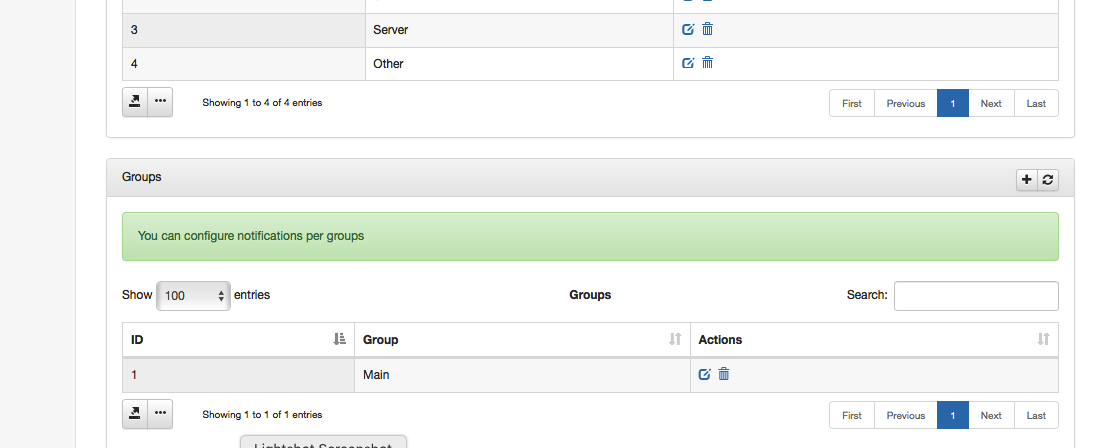 3 Server
4 Other
Showing 1 to 4 of 4 entries First Previous 1 Next Last
Groups
You can configure notifications per groups
Show 100 entries Groups Search:
ID Group Actions
1 Main
Showing 1 to 1 of 1 entries First Previous 1 Next Last
Lightshot Screenshot